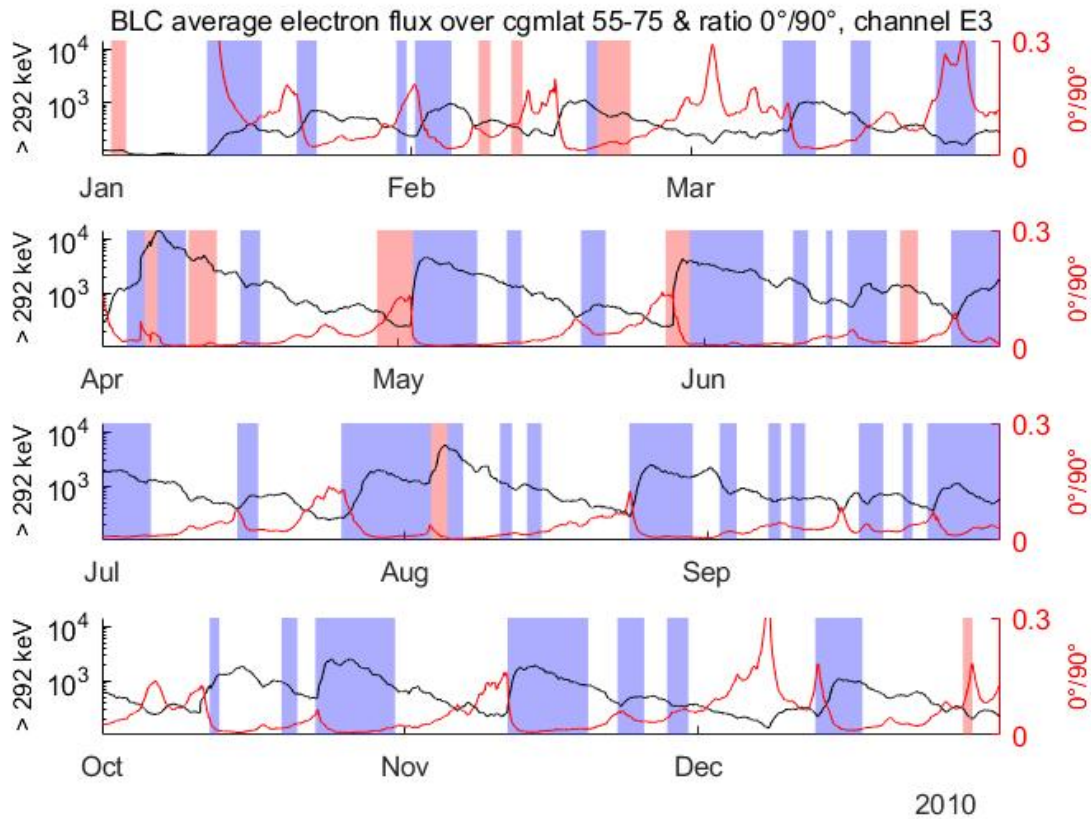 BLC average electron flux over cgmlat 55-75 & ratio 0°/90°, channel E3
10⁴
10³
> 292 keV
0.3
0
0°/90°
Jan
Feb
Mar
10⁴
10³
> 292 keV
0.3
0
0°/90°
Apr
May
Jun
10⁴
10³
> 292 keV
0.3
0
0°/90°
Jul
Aug
Sep
10⁴
10³
> 292 keV
0.3
0
0°/90°
Oct
Nov
Dec
2010